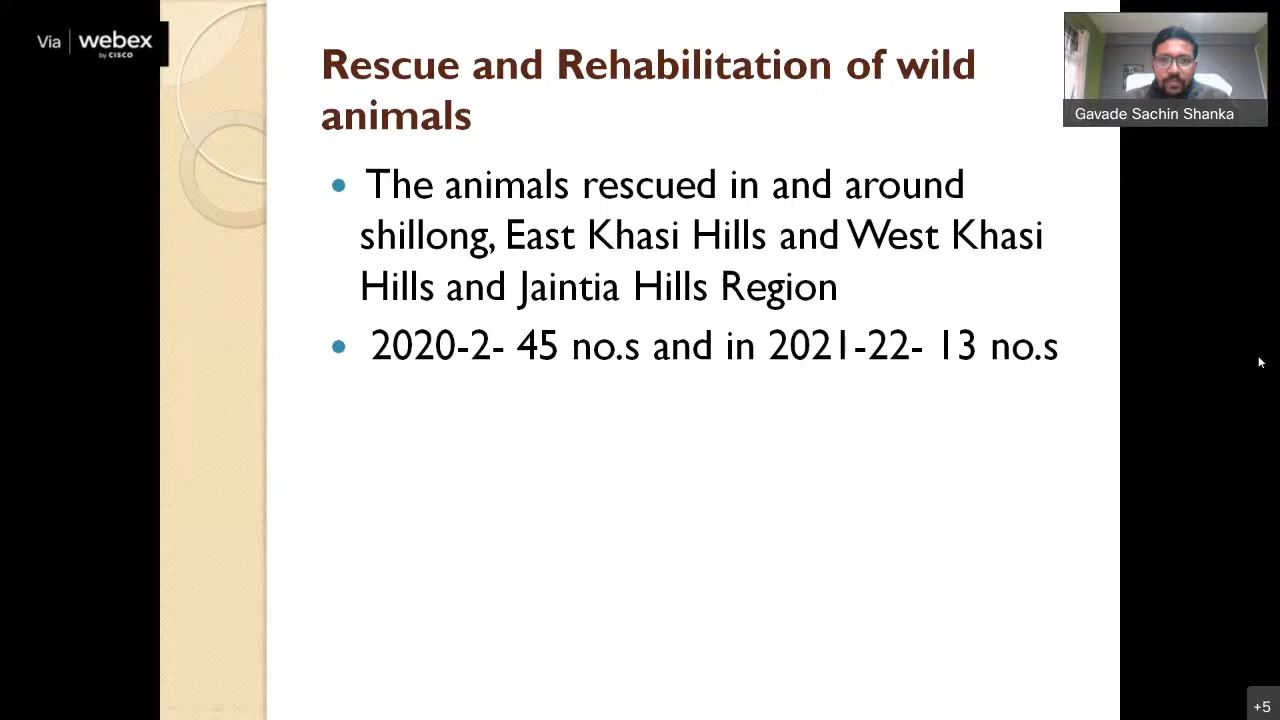 Via webex
by CISCO
Rescue and Rehabilitation of wild
animals
Gavade Sachin Shanka
• The animals rescued in and around
shillong, East Khasi Hills and West Khasi
Hills and Jaintia Hills Region
• 2020-2- 45 no.s and in 2021-22- 13 no.s
+5